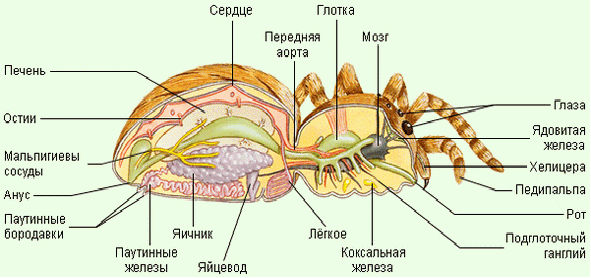 Сердце
Глотка
Передняя
аорта
Мозг
Печень
Остии
Мальпигиевы
сосуды
Анус
Паутинные
бородавки
Паутинные
железы
Яичник
Яйцевод
Лёгкое
Коксальная
железа
Подглоточный
ганглий
Рот
Педипальпа
Хелицера
Ядовитая
железа
Глаза